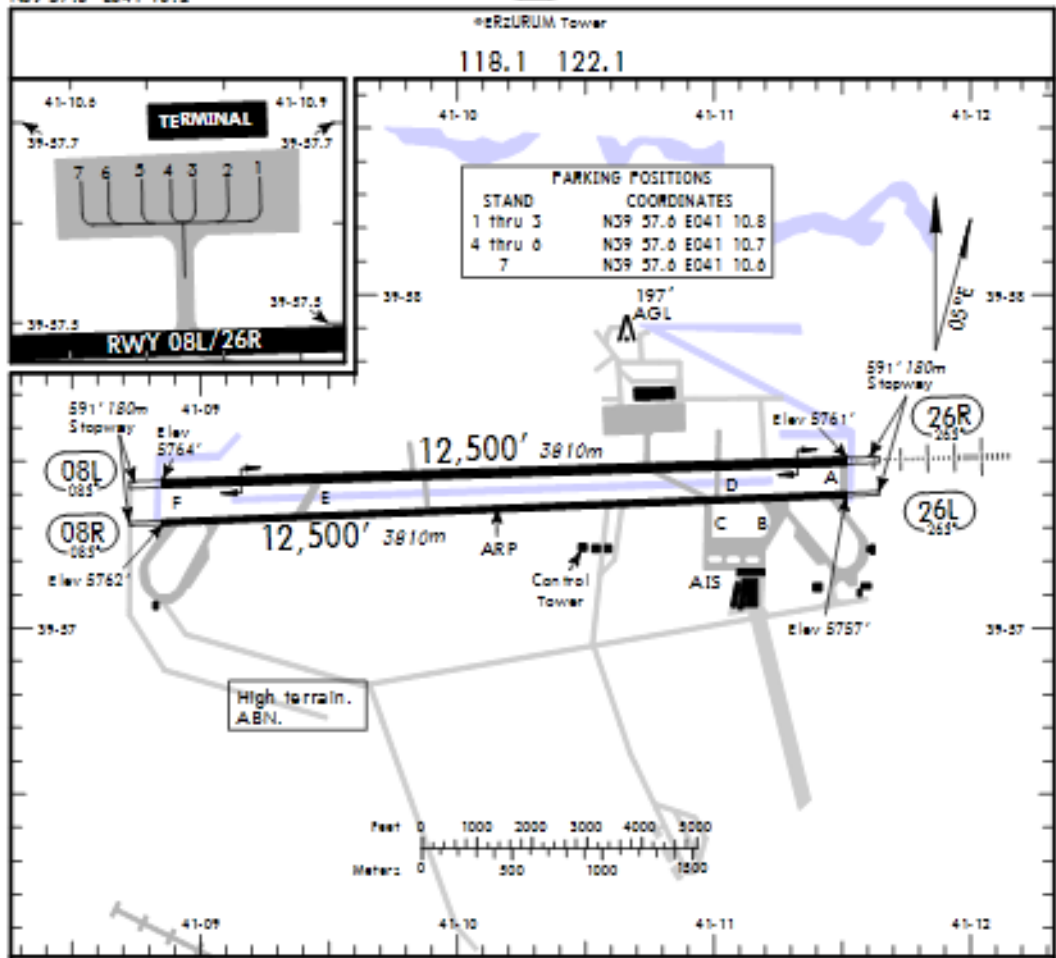 *eRzURUM Tower
118.1 122.1
41-10.6
41-10.9
TERMINAL
39-57.7
39-57.7
7 6 5 4 3 2 1
39-57.5
39-57.5
RWY 08L/26R
41-10
41-11
41-12
PARKING POSITIONS
STAND COORDINATES
1 thru 3 N39 57.6 E041 10.8
4 thru 6 N39 57.6 E041 10.7
7 N39 57.6 E041 10.6
39-58
197'
AGL
05°E
39-58
591' 180m
Stopway
41-09
Elev
5764'
12,500' 3810m
Elev 5761'
591' 180m
Stopway
26R
265°
08L
085°
F
E
D
A
08R
085°
12,500' 3810m
ARP
C
B
26L
265°
Elev 5762'
Control
Tower
AIS
Elev 5757'
39-57
39-57
High terrain.
ABN.
Feet 0 1000 2000 3000 4000 5000
Meters 0 500 1000 1500
41-09
41-10
41-11
41-12